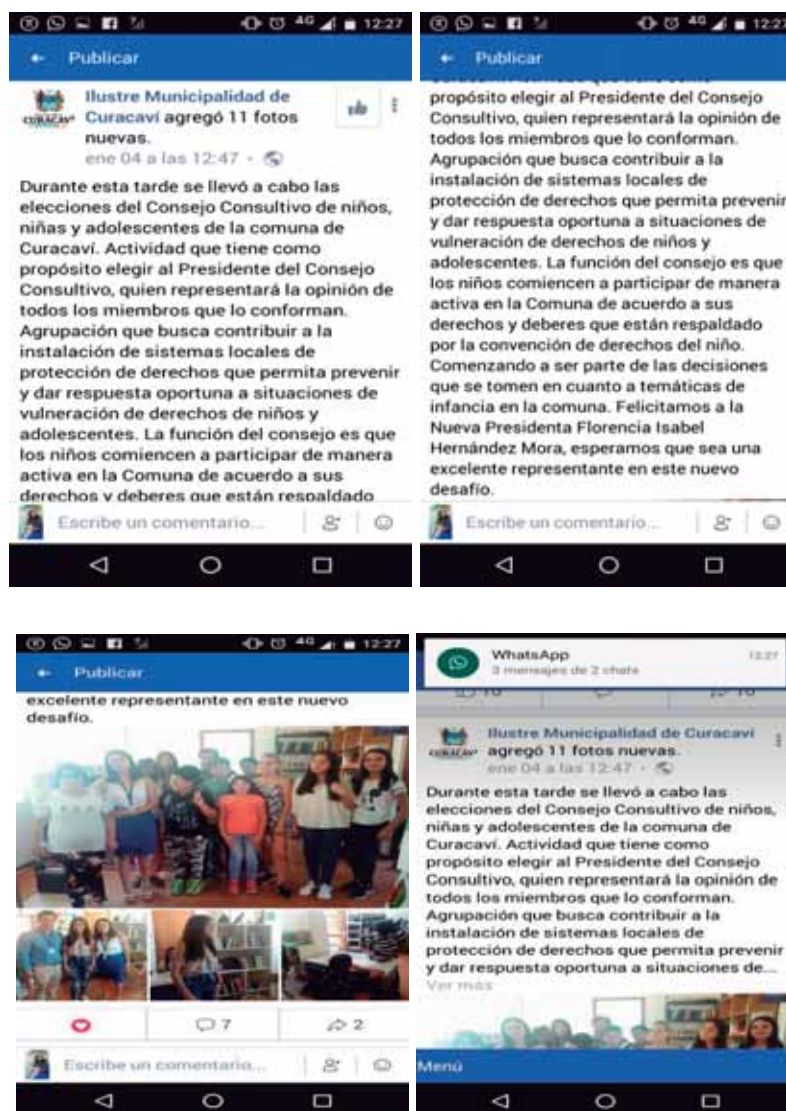 12:27
Publicar
Ilustre Municipalidad de
Curacaví agregó 11 fotos
nuevas.
ene 04 a las 12:47
Durante esta tarde se llevó a cabo las
elecciones del Consejo Consultivo de niños,
niñas y adolescentes de la comuna de
Curacaví. Actividad que tiene como
propósito elegir al Presidente del Consejo
Consultivo, quien representará la opinión de
todos los miembros que lo conforman.
Agrupación que busca contribuir a la
instalación de sistemas locales de
protección de derechos que permita prevenir
y dar respuesta oportuna a situaciones de
vulneración de derechos de niños y
adolescentes. La función del consejo es que
los niños comiencen a participar de manera
activa en la Comuna de acuerdo a sus
derechos y deberes que están respaldado
Escribe un comentario...
4G 12:27
Publicar
propósito elegir al Presidente del Consejo
Consultivo, quien representará la opinión de
todos los miembros que lo conforman.
Agrupación que busca contribuir a la
instalación de sistemas locales de
protección de derechos que permita prevenir
y dar respuesta oportuna a situaciones de
vulneración de derechos de niños y
adolescentes. La función del consejo es que
los niños comiencen a participar de manera
activa en la Comuna de acuerdo a sus
derechos y deberes que están respaldado
por la convención de derechos del niño.
Comenzando a ser parte de las decisiones
que se tomen en cuanto a temáticas de
infancia en la comuna. Felicitamos a la
Nueva Presidenta Florencia Isabel
Hernández Mora, esperamos que sea una
excelente representante en este nuevo
desafío.
Escribe un comentario...
4G 12:27
Publicar
excelente representante en este nuevo
desafío.
7
2
Escribe un comentario...
WhatsApp 12:27
3 mensajes de 2 chats
Ilustre Municipalidad de Curacaví
agregó 11 fotos nuevas.
ene 04 a las 12:47
Durante esta tarde se llevó a cabo las
elecciones del Consejo Consultivo de niños,
niñas y adolescentes de la comuna de
Curacaví. Actividad que tiene como
propósito elegir al Presidente del Consejo
Consultivo, quien representará la opinión de
todos los miembros que lo conforman.
Agrupación que busca contribuir a la
instalación de sistemas locales de
protección de derechos que permita prevenir
y dar respuesta oportuna a situaciones de...
Ver más
Menú